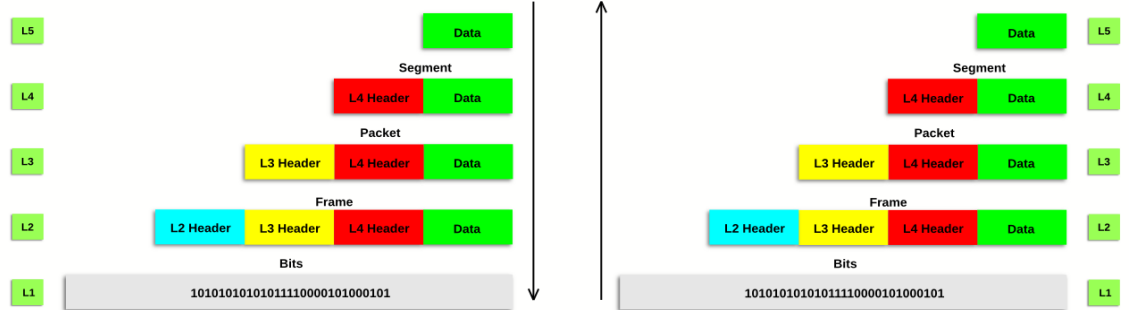 L5 Data Data L5
Segment Segment
L4 L4 Header Data L4 Header Data L4
Packet Packet
L3 L3 Header L4 Header Data L3 Header L4 Header Data L3
Frame Frame
L2 L2 Header L3 Header L4 Header Data L2 Header L3 Header L4 Header Data L2
Bits Bits
L1 10101010101011110000101000101 10101010101011110000101000101 L1